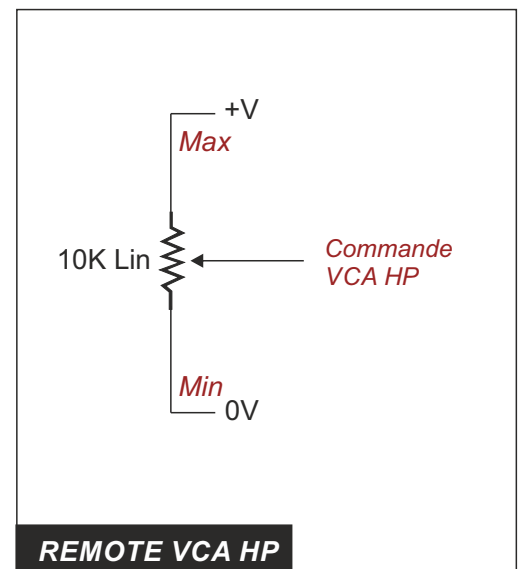 +V
Max
10K Lin
Commande
VCA HP
Min
0V
REMOTE VCA HP